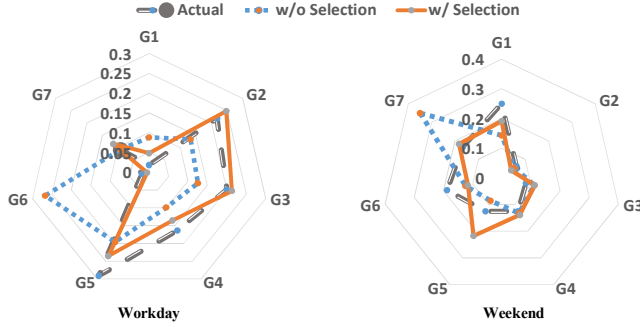 Actual w/o Selection w/ Selection
G1
0.3
0.25
0.2
0.15
0.1
0.05
0
G2
G3
G4
G5
G6
G7
Workday
G1
0.4
0.3
0.2
0.1
0
G2
G3
G4
G5
G6
G7
Weekend